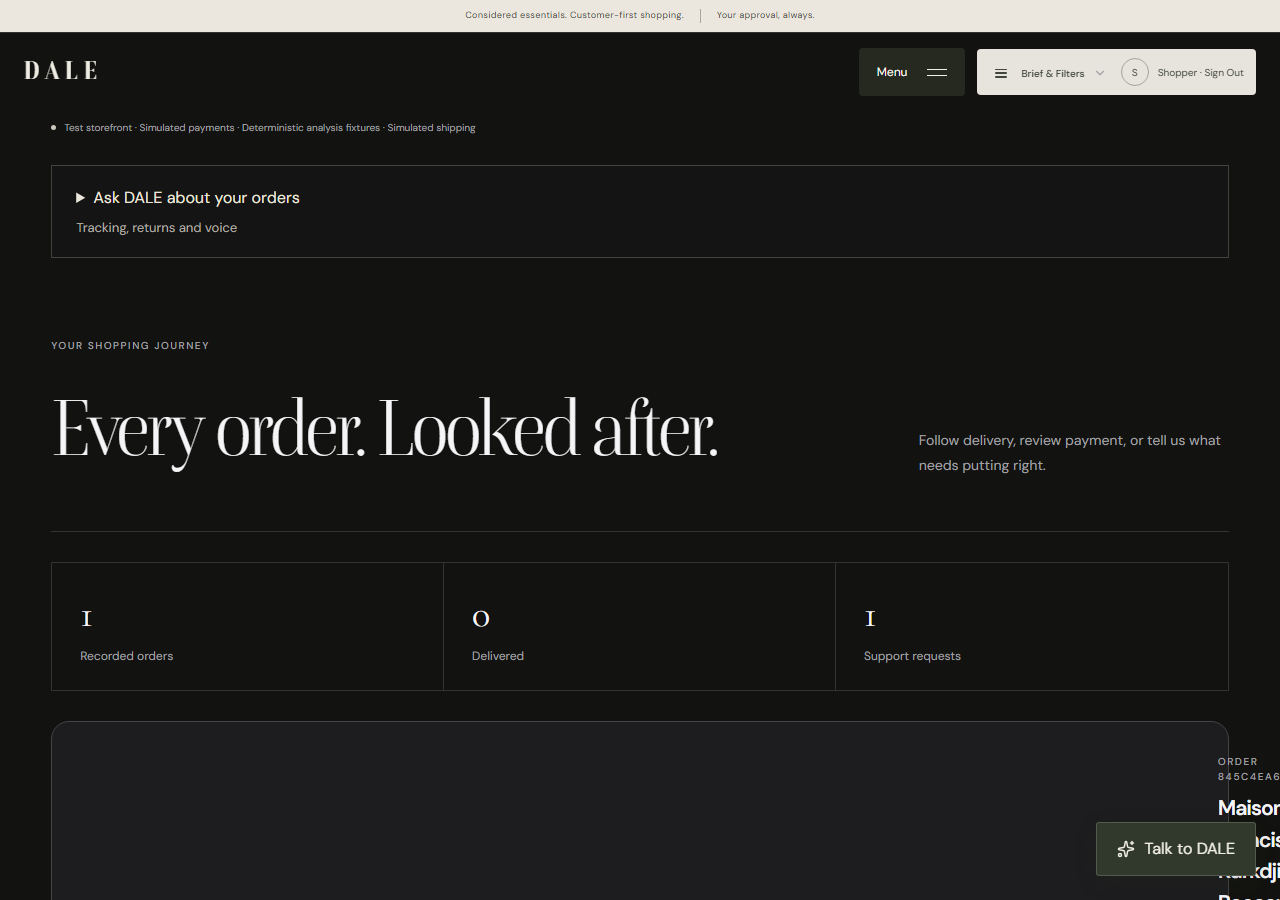 Considered essentials. Customer-first shopping. Your approval, always.
DALE
Menu
Brief & Filters
S
Shopper · Sign Out
Test storefront · Simulated payments · Deterministic analysis fixtures · Simulated shipping
Ask DALE about your orders
Tracking, returns and voice
YOUR SHOPPING JOURNEY
Every order. Looked after.
Follow delivery, review payment, or tell us what
needs putting right.
1
Recorded orders
0
Delivered
1
Support requests
ORDER
845C4EA6
Talk to DALE